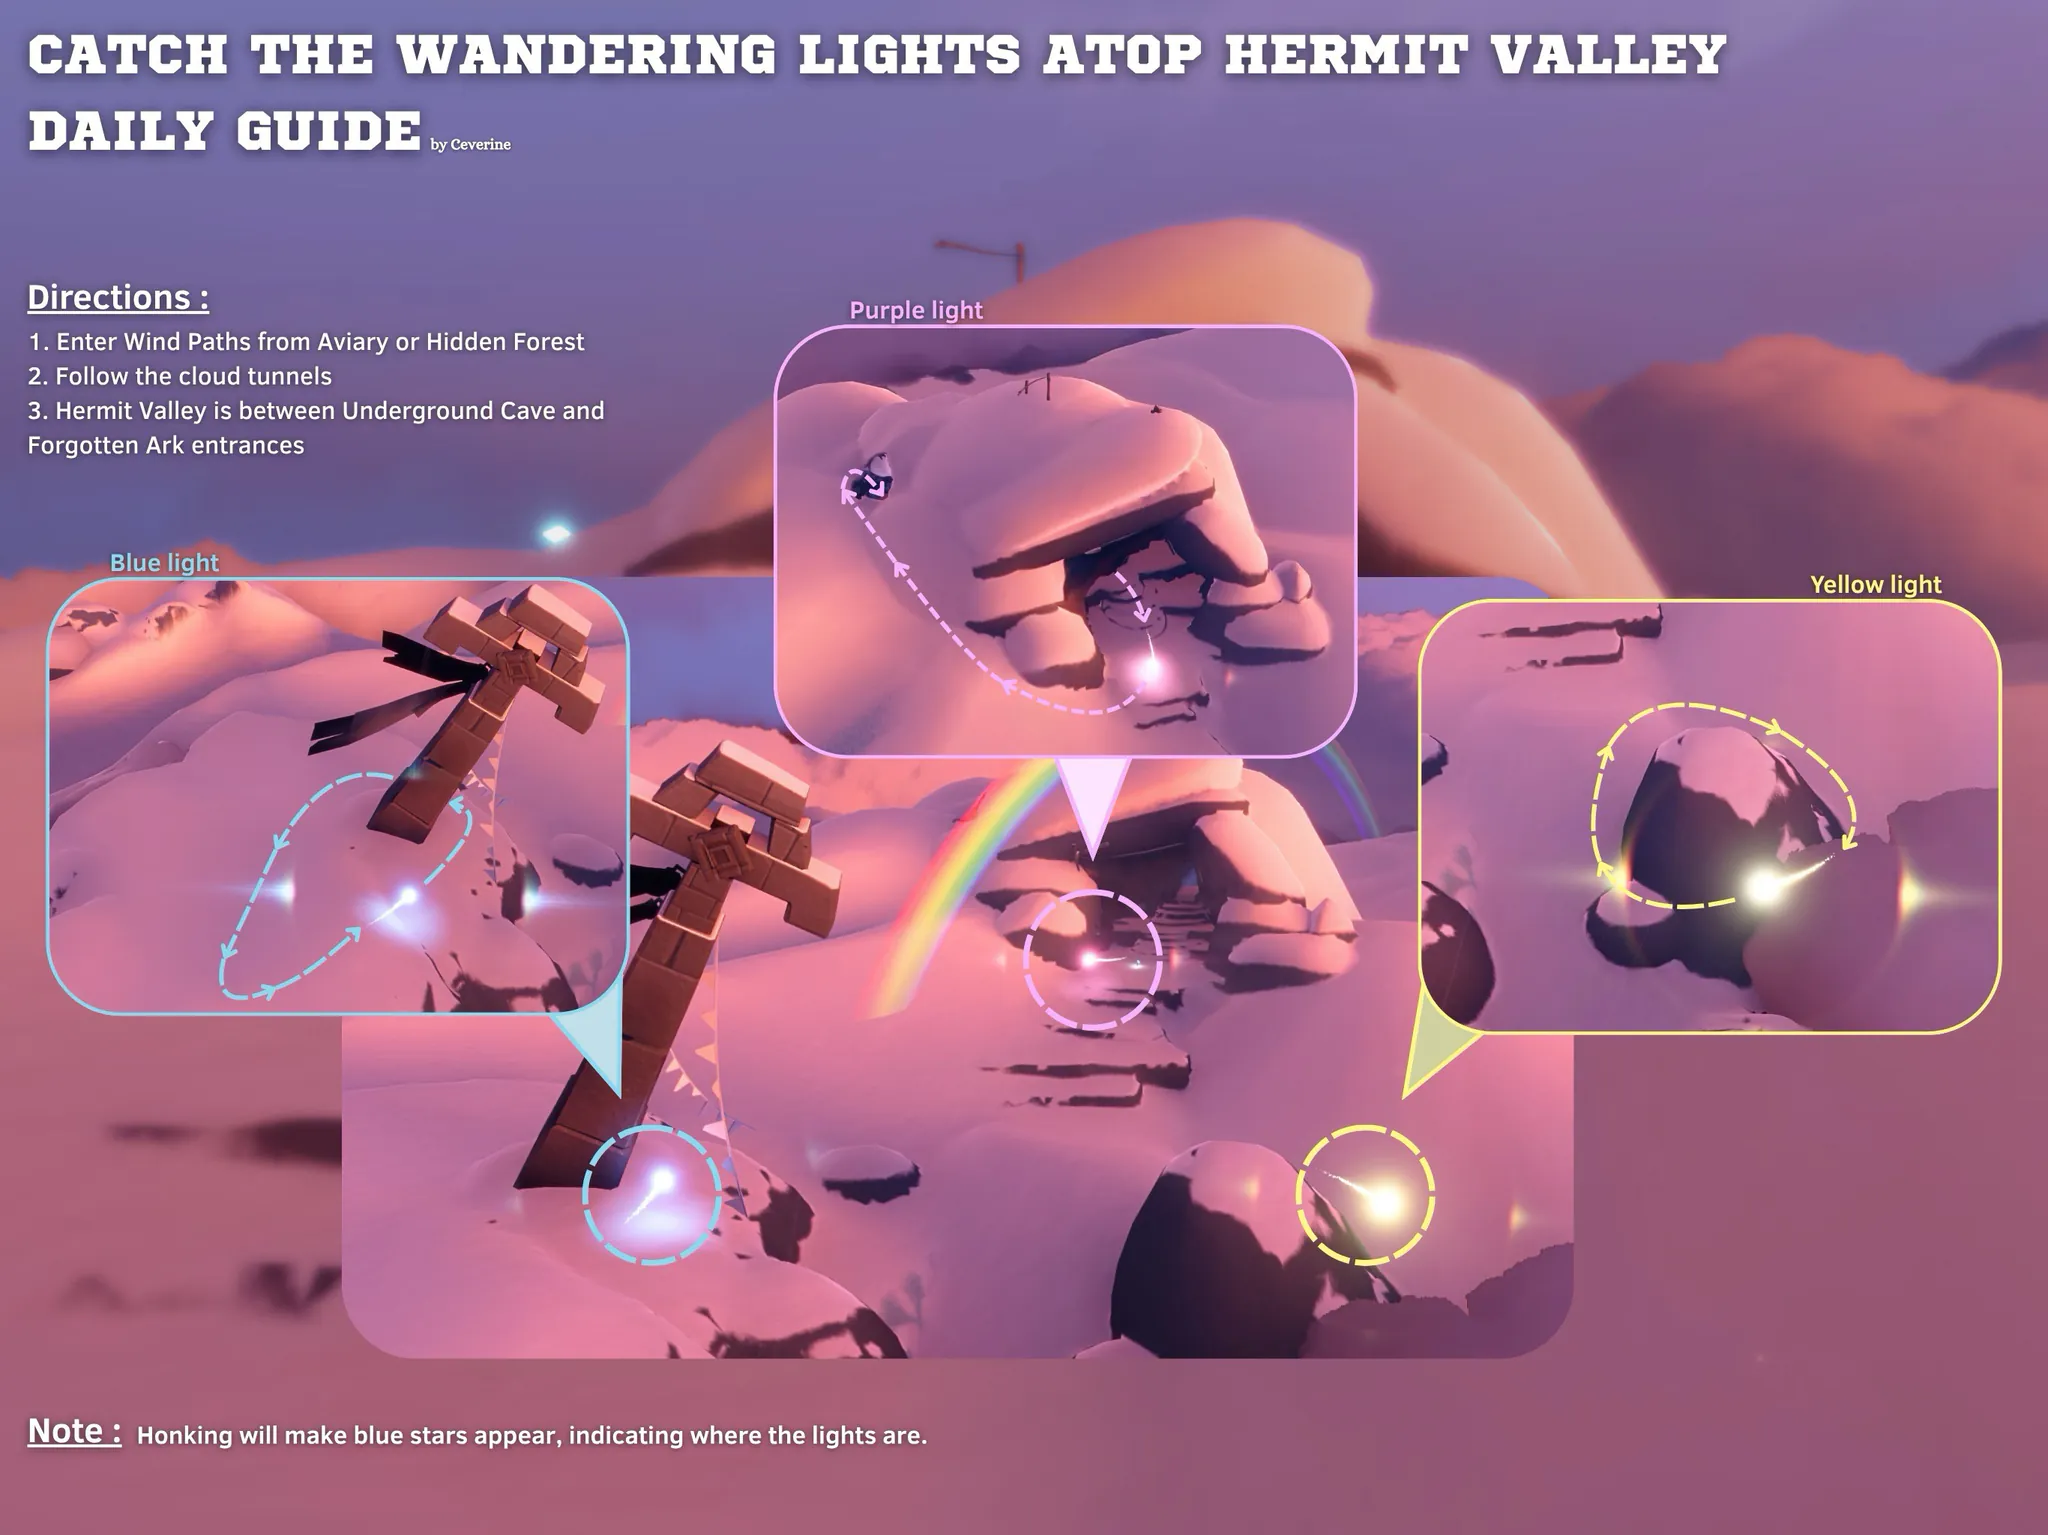 CATCH THE WANDERING LIGHTS ATOP HERMIT VALLEY
DAILY GUIDE by Ceverine
Directions :
1. Enter Wind Paths from Aviary or Hidden Forest
2. Follow the cloud tunnels
3. Hermit Valley is between Underground Cave and
Forgotten Ark entrances
Purple light
Blue light
Yellow light
Note : Honking will make blue stars appear, indicating where the lights are.